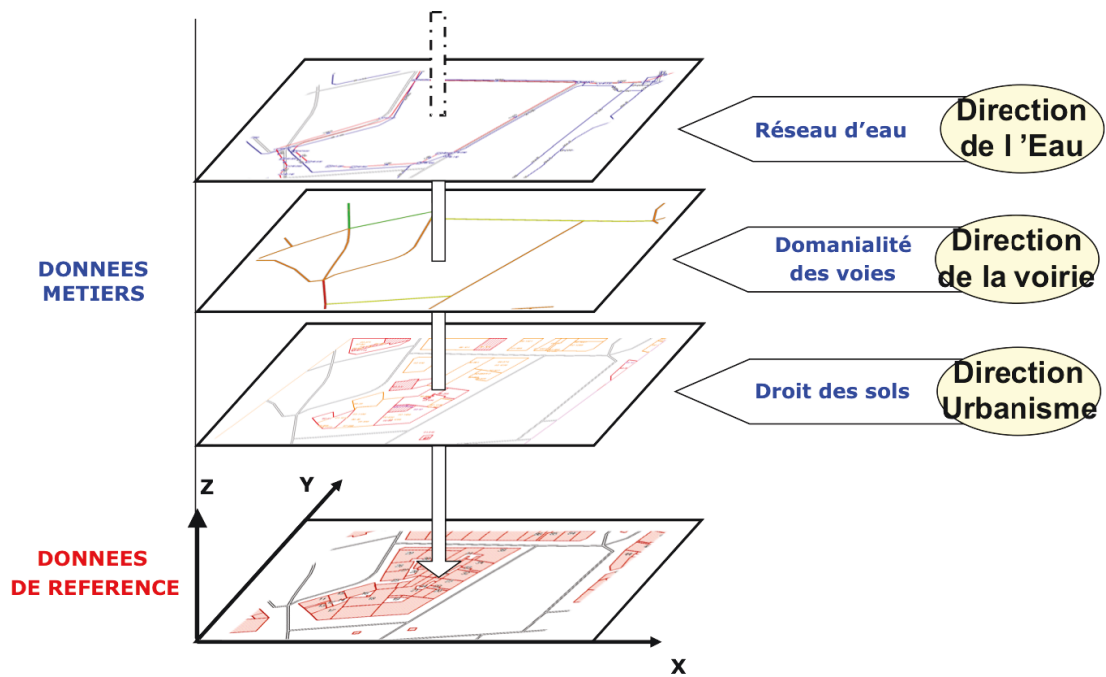 Réseau d’eau
Direction
de l ’Eau
DONNEES
METIERS
Domanialité
des voies
Direction
de la voirie
Droit des sols
Direction
Urbanisme
Z
Y
DONNEES
DE REFERENCE
X